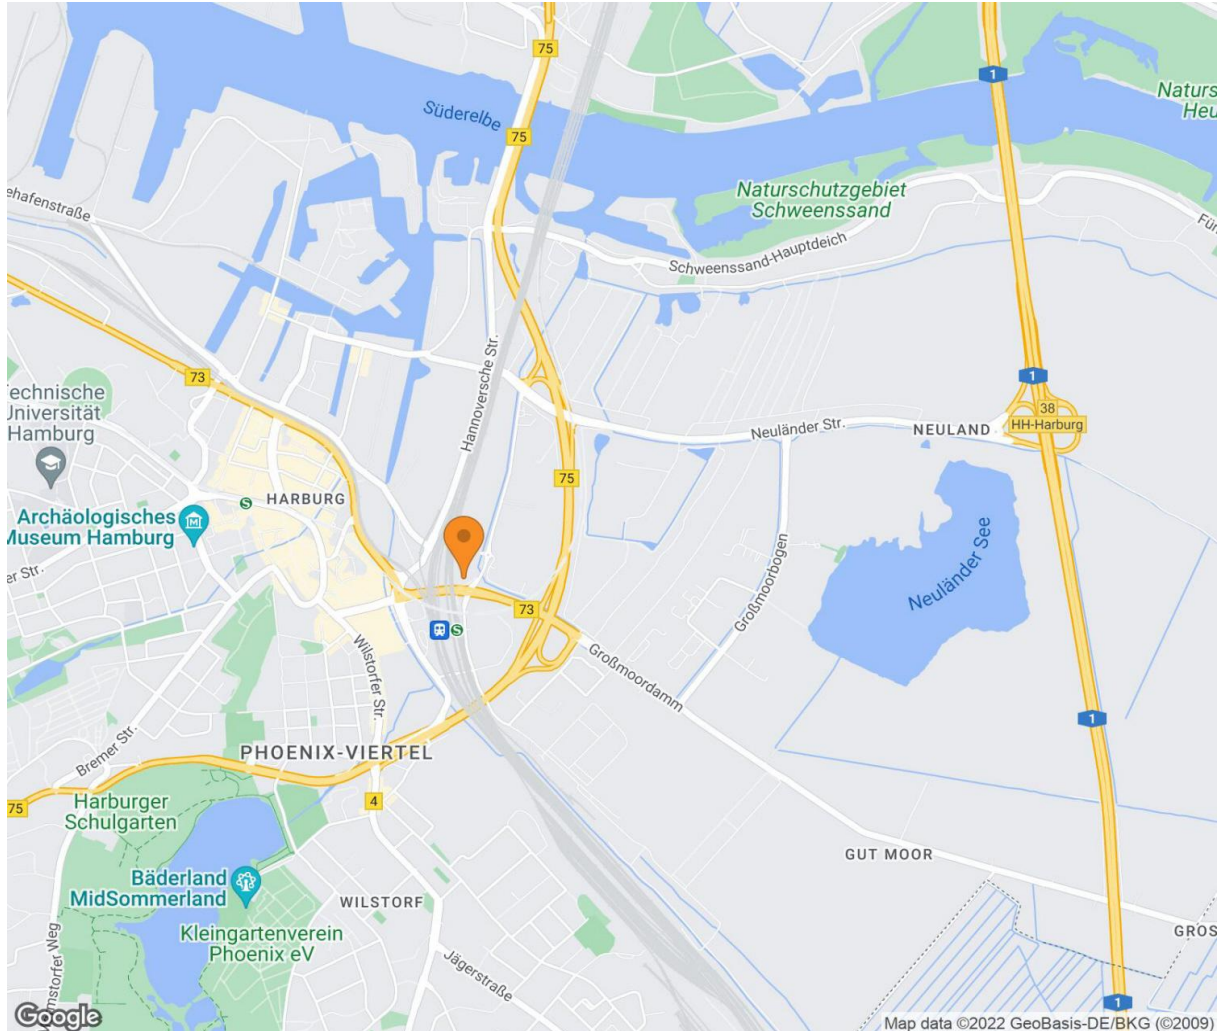 75
1
Naturs
Heu
Süderelbe
75
Naturschutzgebiet
Schweenssand
eehafenstraße
Für
Schweenssand-Hauptdeich
73
1
Hannoversche Str.
38
HH-Harburg
Technische
Universität
Hamburg
Neuländer Str.
NEULAND
75
HARBURG
S
Archäologisches
Museum Hamburg
Neuländer See
er Str.
Großmoorbogen
73
S
Wilstorfer Str.
Großmoordamm
1
Bremer Str.
PHOENIX-VIERTEL
75
4
Harburger
Schulgarten
GUT MOOR
Bäderland
MidSommerland
WILSTORF
Kleingartenverein
Phoenix eV
GROS
Jägerstraße
1
Google
Map data ©2022 GeoBasis-DE/BKG (©2009)